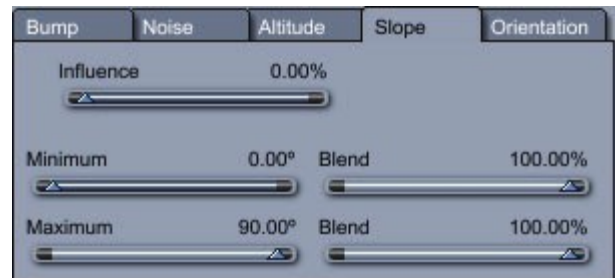 Bump Noise Altitude Slope Orientation
Influence 0.00%
Minimum 0.00º Blend 100.00%
Maximum 90.00º Blend 100.00%